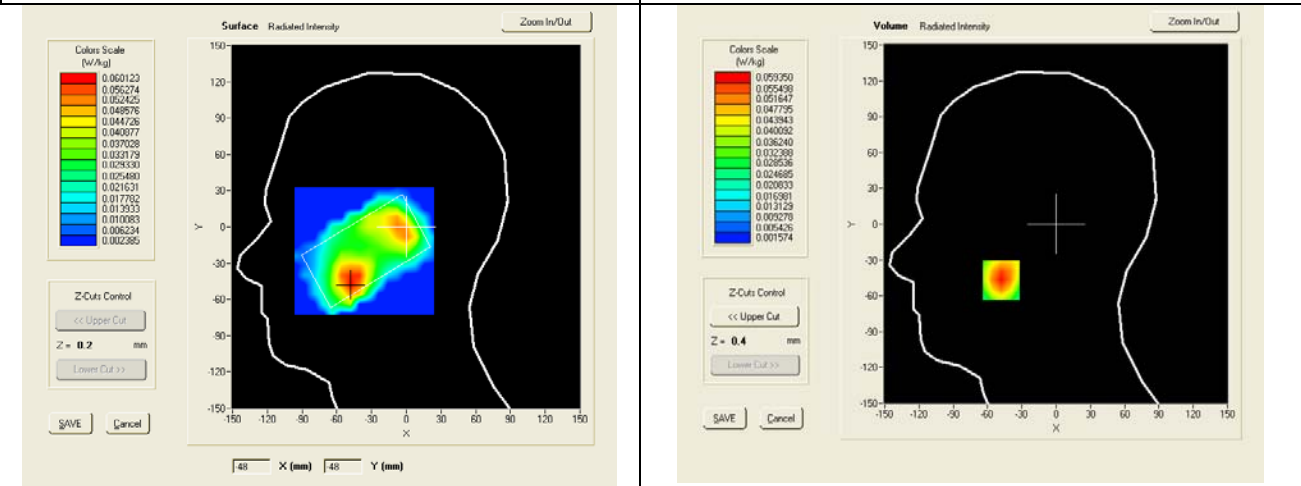 Surface Radiated Intensity
Zoom In/Out
Colors Scale
(W/kg)
0.060123
0.056274
0.052425
0.048576
0.044726
0.040877
0.037028
0.033179
0.029330
0.025480
0.021631
0.017782
0.013933
0.010083
0.006234
0.002385
Z-Cuts Control
<< Upper Cut
Z = 0.2 mm
Lower Cut >>
SAVE
Cancel
150
120
90
60
30
0
-30
-60
-90
-120
-150
Y
-150 -120 -90 -60 -30 0 30 60 90 120 150
X
-48 X (mm) -48 Y (mm)
Volume Radiated Intensity
Zoom In/Out
Colors Scale
(W/kg)
0.059350
0.055498
0.051647
0.047795
0.043943
0.040092
0.036240
0.032388
0.028536
0.024685
0.020833
0.016981
0.013129
0.009278
0.005426
0.001574
Z-Cuts Control
<< Upper Cut
Z = 0.4 mm
Lower Cut >>
SAVE
Cancel
150
120
90
60
30
0
-30
-60
-90
-120
-150
Y
-150 -120 -90 -60 -30 0 30 60 90 120 150
X